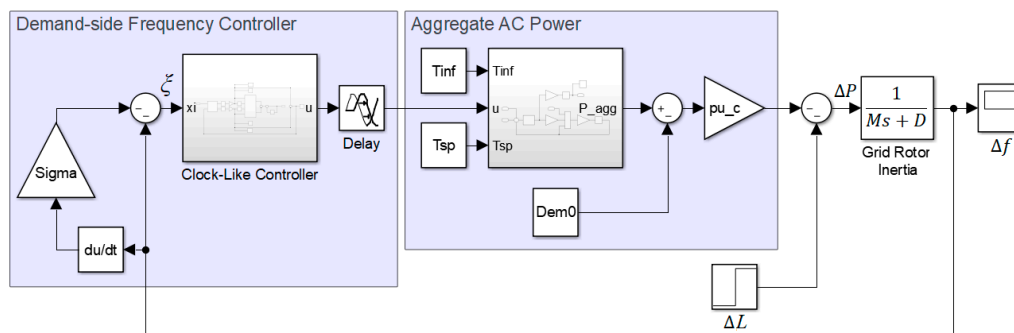 Demand-side Frequency Controller
Aggregate AC Power
ξ
xi
u
Clock-Like Controller
Delay
Sigma
du/dt
Tinf
Tinf
u
P_agg
Tsp
Tsp
Dem0
pu_c
ΔP
1
Ms + D
Grid Rotor
Inertia
Δf
ΔL